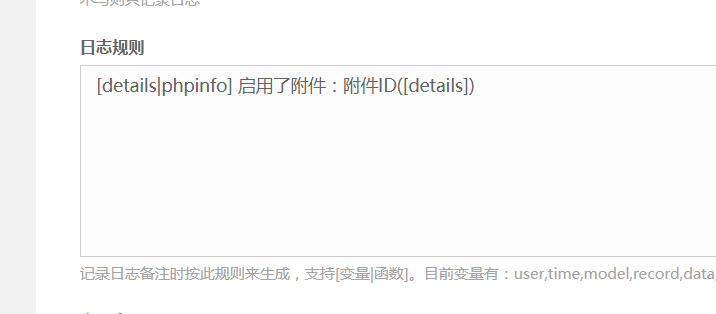 日志规则
[details|phpinfo] 启用了附件：附件ID([details])
记录日志备注时按此规则来生成，支持[变量|函数]。目前变量有：user,time,model,record,data,